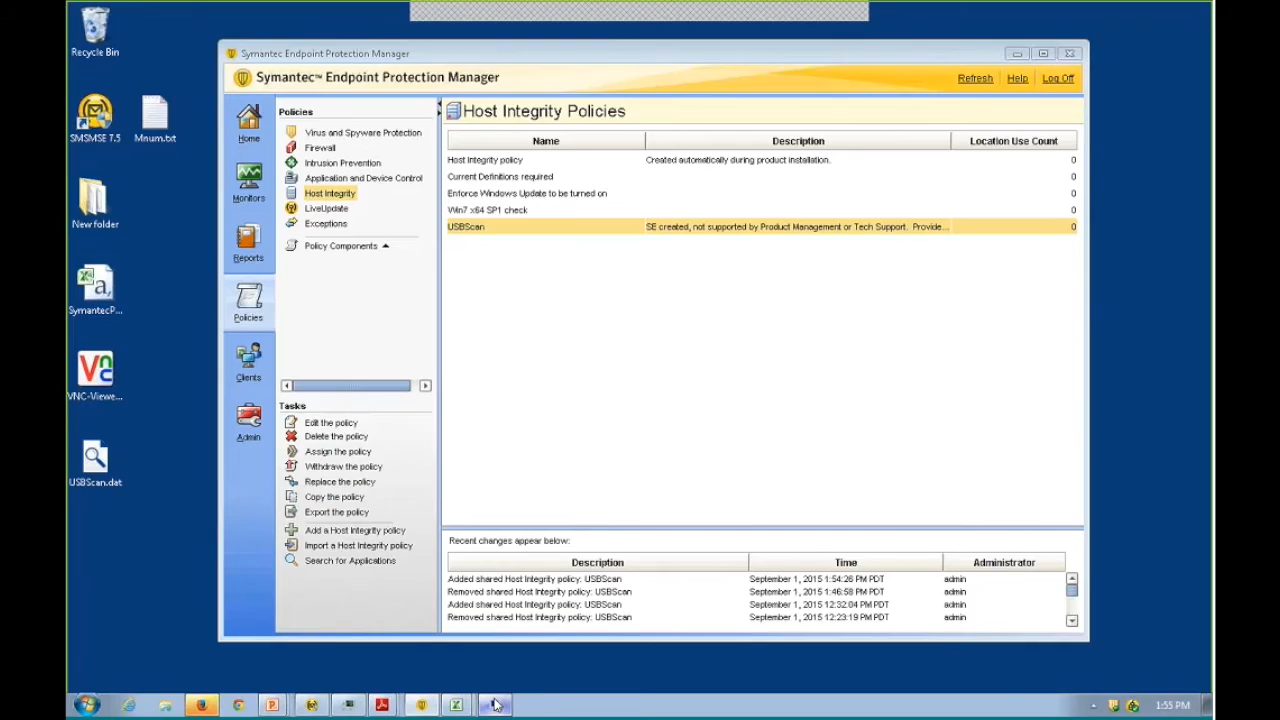 Recycle Bin
SMSMSE 7.5
Mnum.txt
New folder
SymantecP...
VNC-Viewe...
USBScan.dat
Symantec Endpoint Protection Manager
Symantec™ Endpoint Protection Manager
Refresh Help Log Off
Home
Monitors
Reports
Policies
Clients
Admin
Policies
Virus and Spyware Protection
Firewall
Intrusion Prevention
Application and Device Control
Host Integrity
LiveUpdate
Exceptions
Policy Components
Tasks
Edit the policy
Delete the policy
Assign the policy
Withdraw the policy
Replace the policy
Copy the policy
Export the policy
Add a Host Integrity policy
Import a Host Integrity policy
Search for Applications
Host Integrity Policies
Name Description Location Use Count
Host Integrity policy Created automatically during product installation. 0
Current Definitions required 0
Enforce Windows Update to be turned on 0
Win7 x64 SP1 check 0
USBScan SE created, not supported by Product Management or Tech Support. Provide... 0
Recent changes appear below:
Description Time Administrator
Added shared Host Integrity policy: USBScan September 1, 2015 1:54:26 PM PDT admin
Removed shared Host Integrity policy: USBScan September 1, 2015 1:46:58 PM PDT admin
Added shared Host Integrity policy: USBScan September 1, 2015 12:32:04 PM PDT admin
Removed shared Host Integrity policy: USBScan September 1, 2015 12:23:19 PM PDT admin
1:55 PM